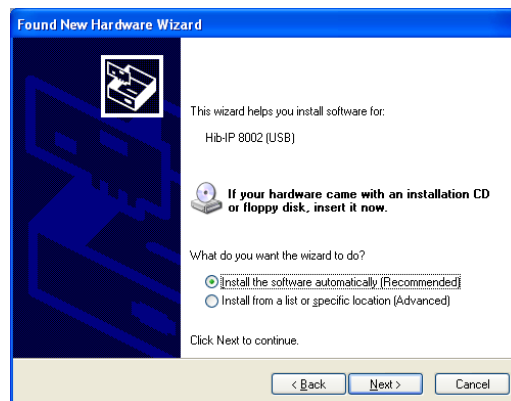 Found New Hardware Wizard
This wizard helps you install software for:
Hib-IP 8002 (USB)
If your hardware came with an installation CD
or floppy disk, insert it now.
What do you want the wizard to do?
Install the software automatically (Recommended)
Install from a list or specific location (Advanced)
Click Next to continue.
< Back Next > Cancel